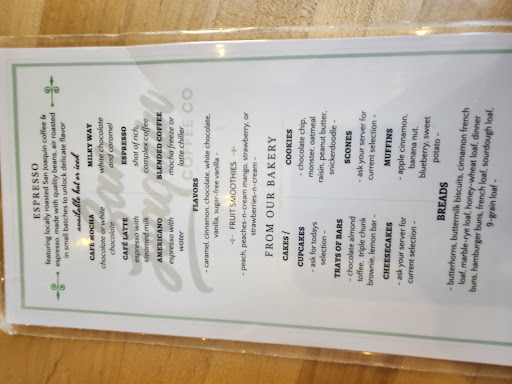 ESPRESSO
featuring locally roasted San Joaquin coffee &
espresso, made with quality beans, air roasted
in small batches to unlock delicate flavor
available hot or iced
CAFÉ MOCHA
chocolate or white
chocolate
CAFÉ LATTE
espresso with
steamed milk
AMERICANO
espresso with
water
MILKY WAY
white chocolate
and caramel
ESPRESSO
shot of rich,
complex coffee
BLENDED COFFEE
mocha freeze or
latte chiller
FLAVORS
- caramel, cinnamon, chocolate, white chocolate,
vanilla, sugar-free vanilla -
FRUIT SMOOTHIES
- peach, peaches-n-cream mango, strawberry, or
strawberries-n-cream -
FROM OUR BAKERY
CAKES /
CUPCAKES
- ask for todays
selection -
TRAYS OF BARS
- chocolate almond
toffee, triple chunk
brownie, lemon bar -
CHEESECAKES
- ask your server for
current selection -
COOKIES
- chocolate chip,
monster, oatmeal
raisin, peanut butter,
snickerdoodle -
SCONES
- ask your server for
current selection -
MUFFINS
- apple cinnamon,
banana nut,
blueberry, sweet
potato -
BREADS
- butterhorns, buttermilk biscuits, cinnamon french
loaf, marble-rye loaf, honey-wheat loaf, dinner
buns, hamburger buns, french loaf, sourdough loaf,
9-grain loaf -
COFFEE CO